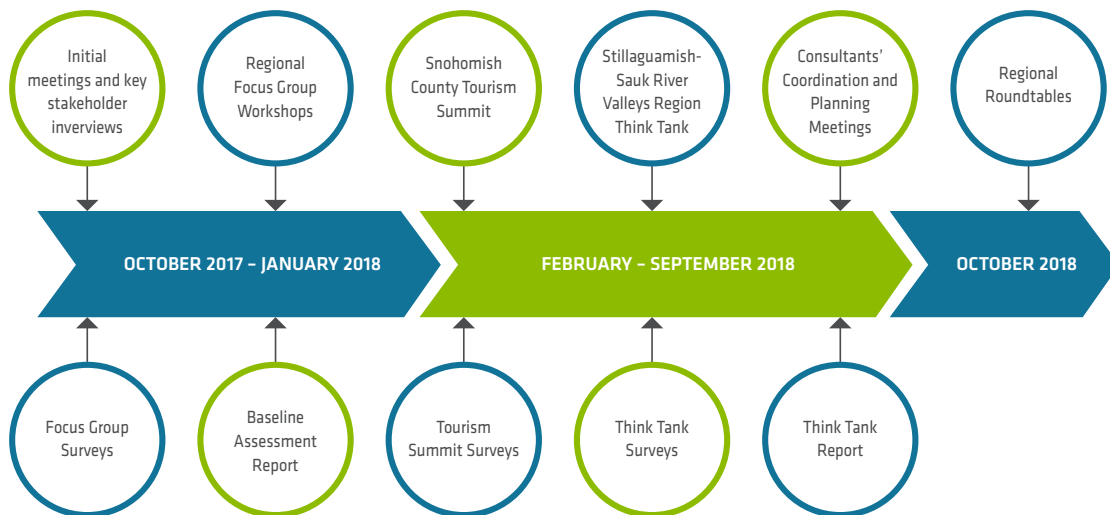 Initial
meetings and key
stakeholder
inverviews
Regional
Focus Group
Workshops
Snohomish
County Tourism
Summit
Stillaguamish-
Sauk River
Valleys Region
Think Tank
Consultants’
Coordination and
Planning
Meetings
Regional
Roundtables
OCTOBER 2017 – JANUARY 2018
FEBRUARY – SEPTEMBER 2018
OCTOBER 2018
Focus Group
Surveys
Baseline
Assessment
Report
Tourism
Summit Surveys
Think Tank
Surveys
Think Tank
Report